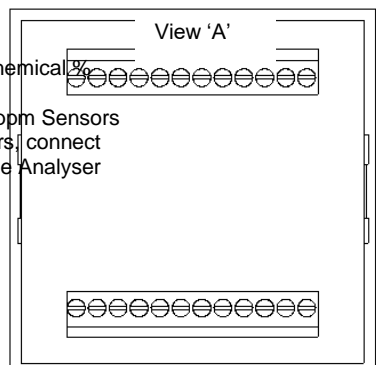 View ‘A’
hemical %
ppm Sensors
rs, connect
e Analyser